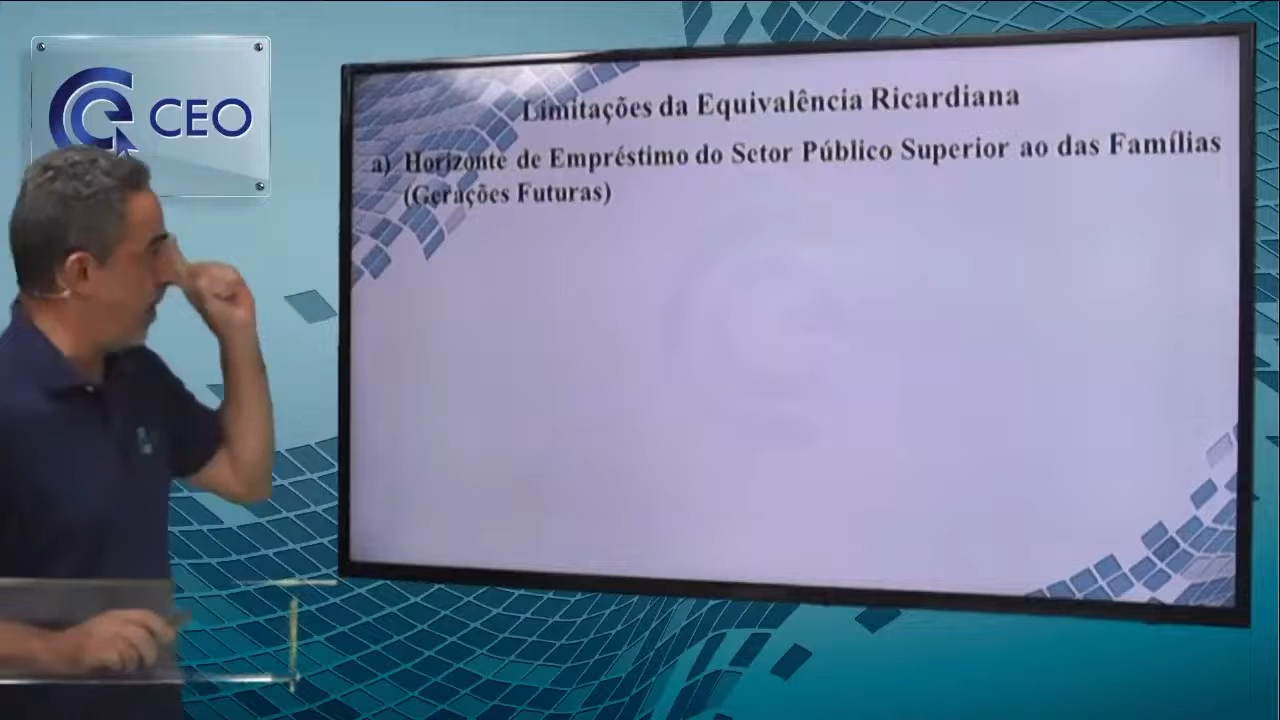 CEO
Limitações da Equivalência Ricardiana
a) Horizonte de Empréstimo do Setor Público Superior ao das Famílias
(Gerações Futuras)